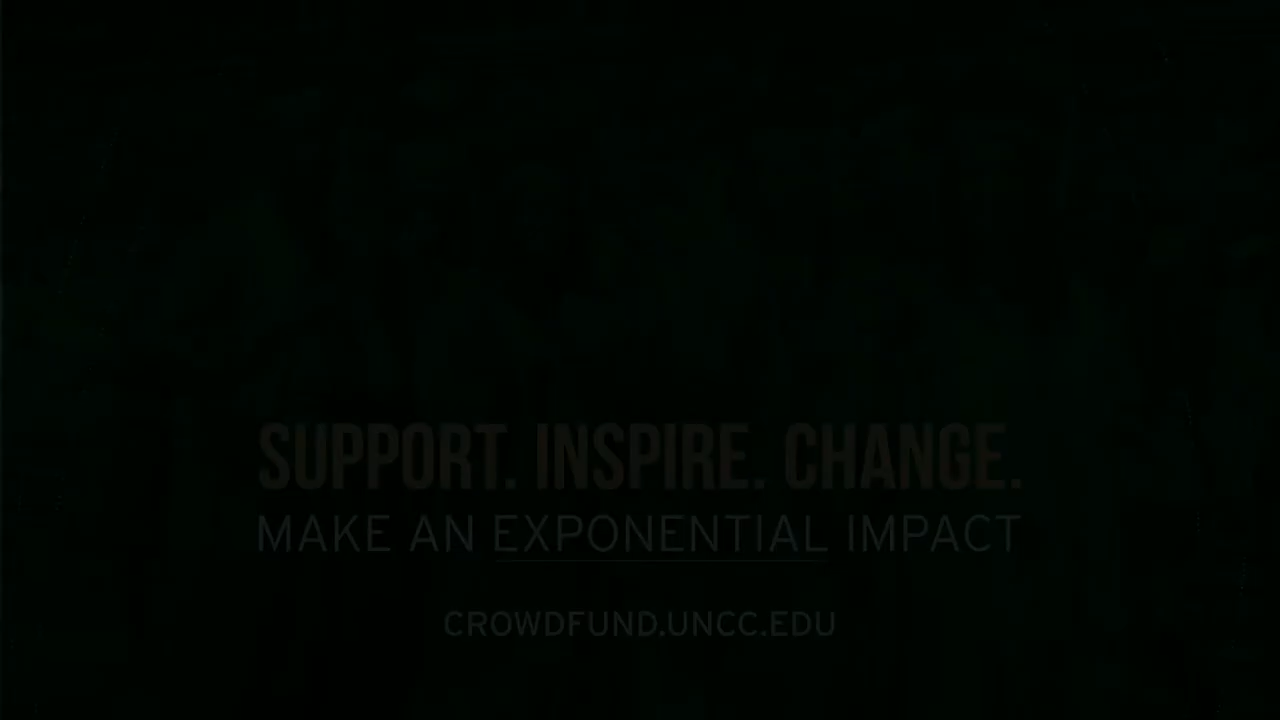 SUPPORT. INSPIRE. CHANGE.
MAKE AN EXPONENTIAL IMPACT
CROWDFUND.UNCC.EDU